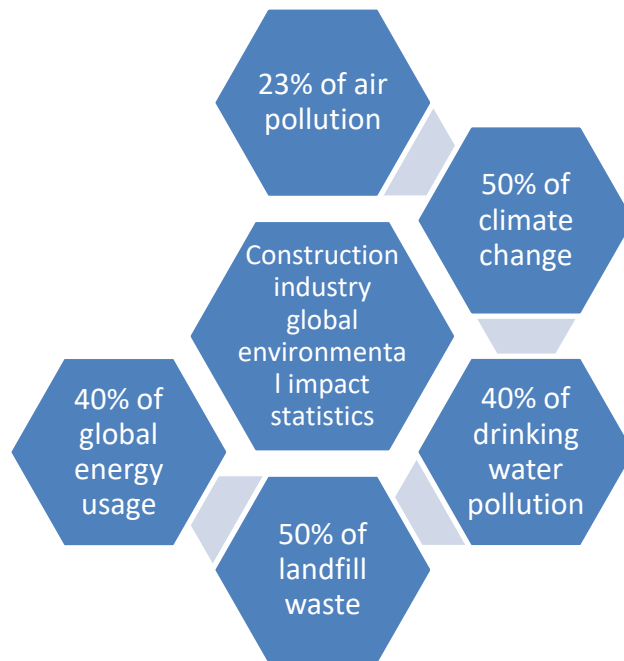 23% of air
pollution
50% of
climate
change
Construction
industry
global
environmenta
l impact
statistics
40% of
global
energy
usage
40% of
drinking
water
pollution
50% of
landfill
waste